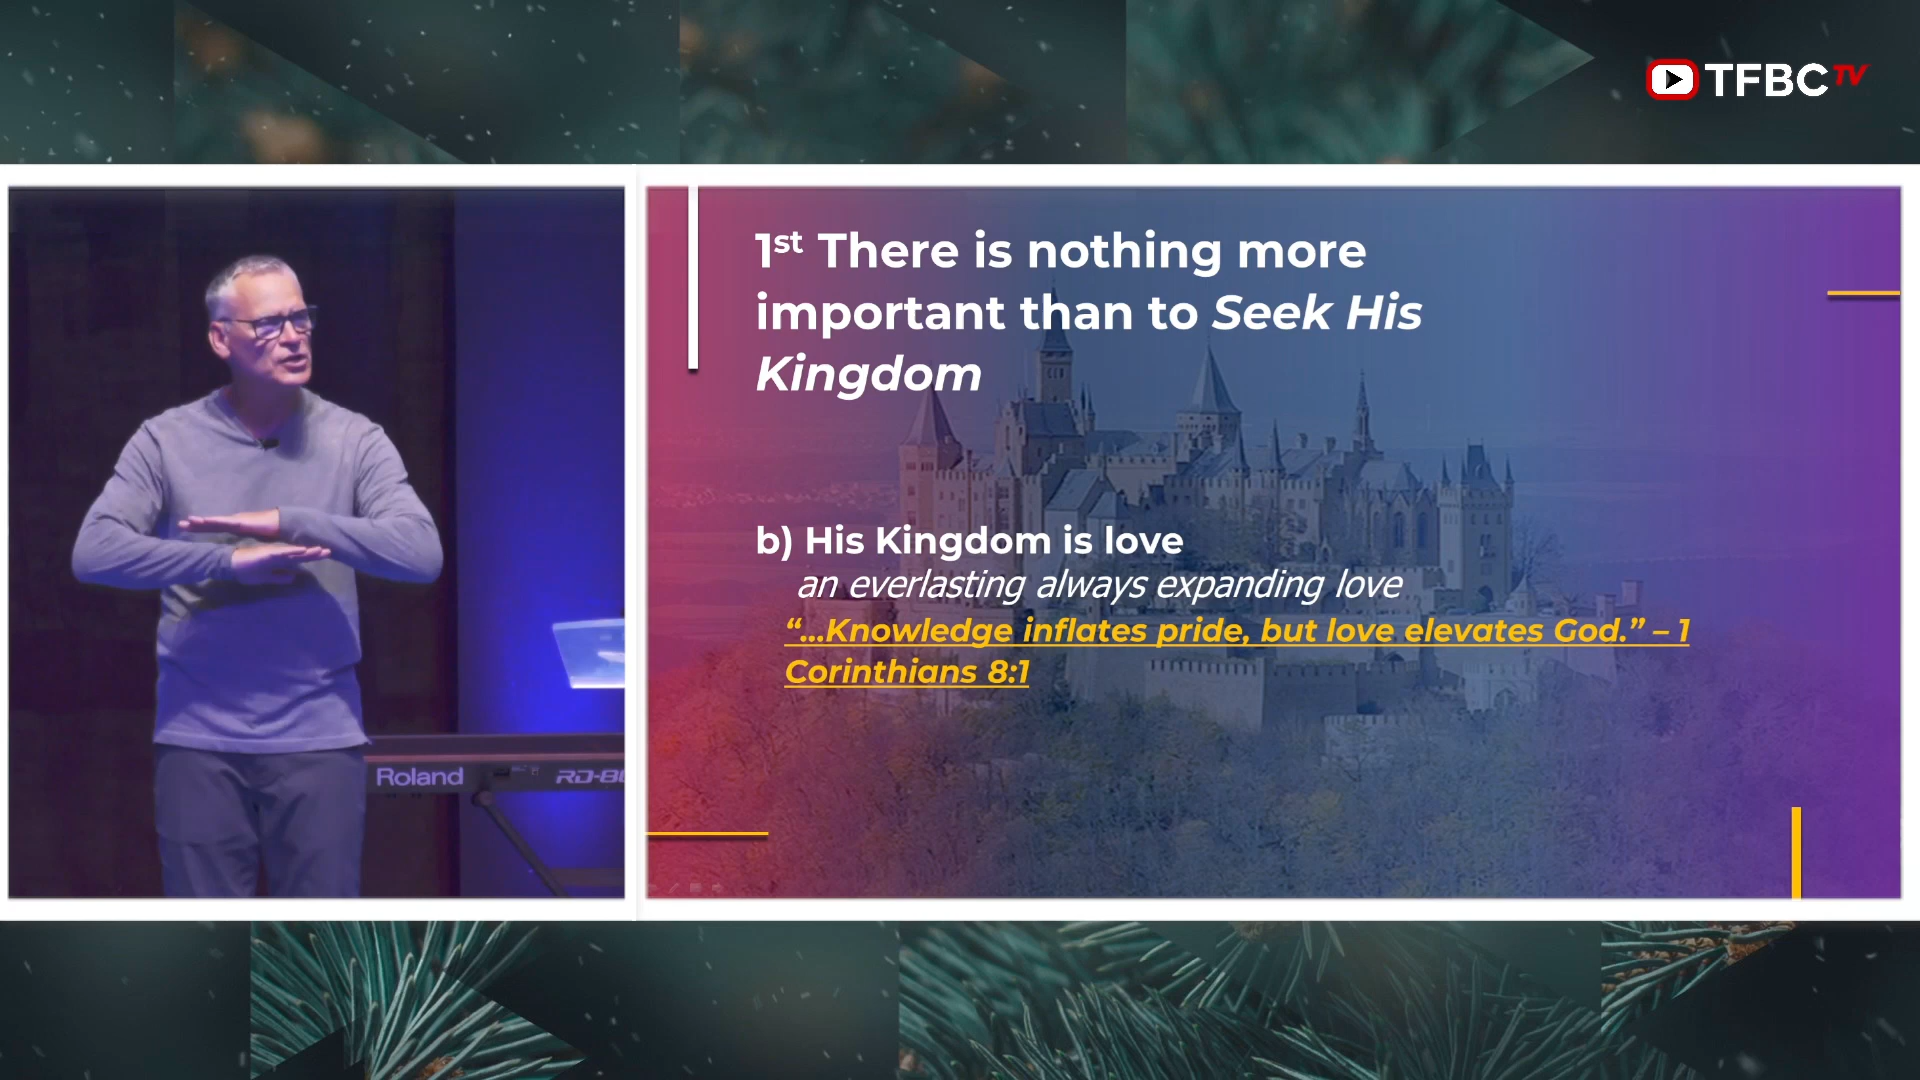 TFBC TV
1st There is nothing more
important than to Seek His
Kingdom
b) His Kingdom is love
an everlasting always expanding love
“...Knowledge inflates pride, but love elevates God.” – 1
Corinthians 8:1
Roland